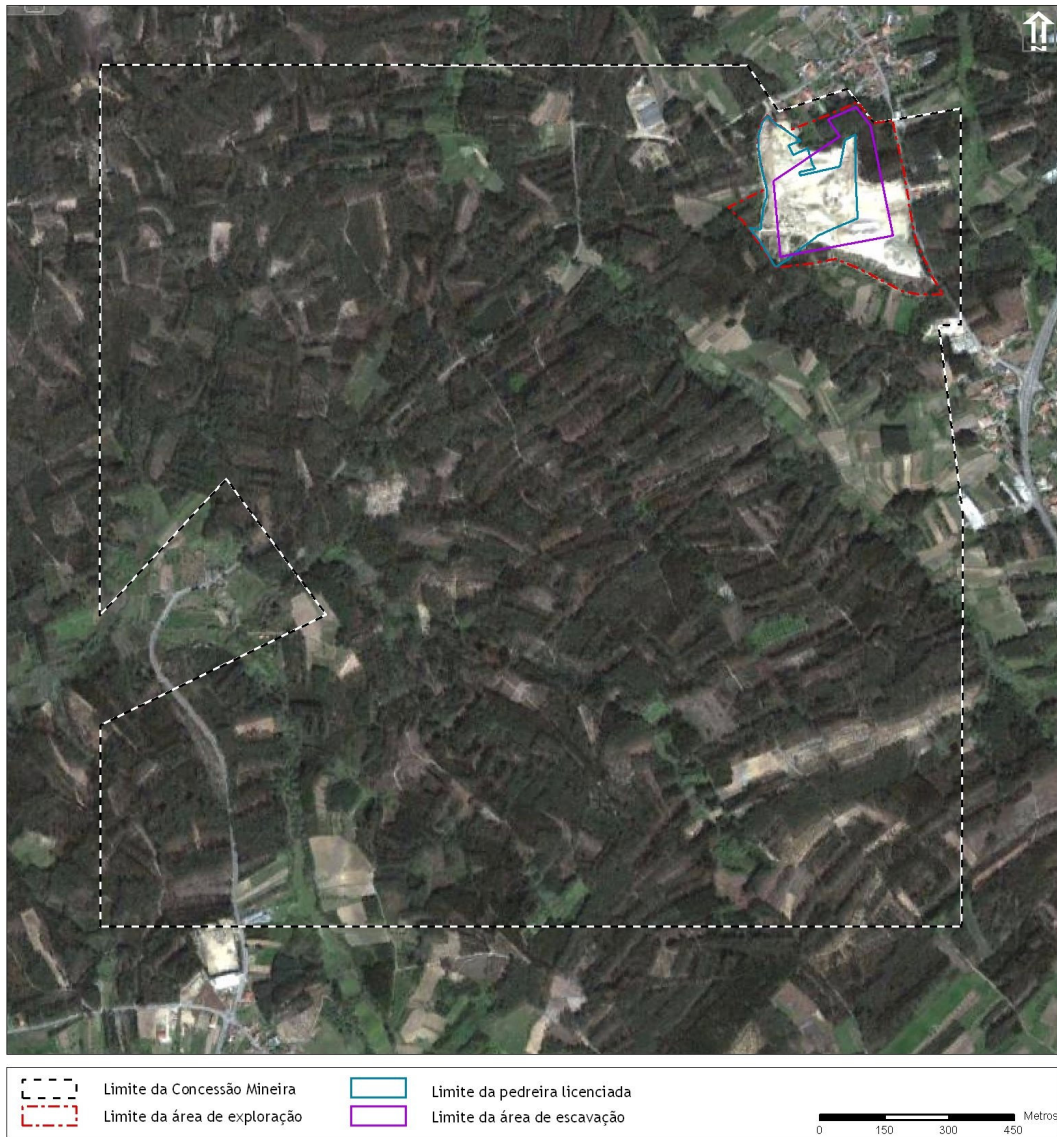 N
Limite da Concessão Mineira
Limite da pedreira licenciada
Limite da área de exploração
Limite da área de escavação
Metros
0 150 300 450